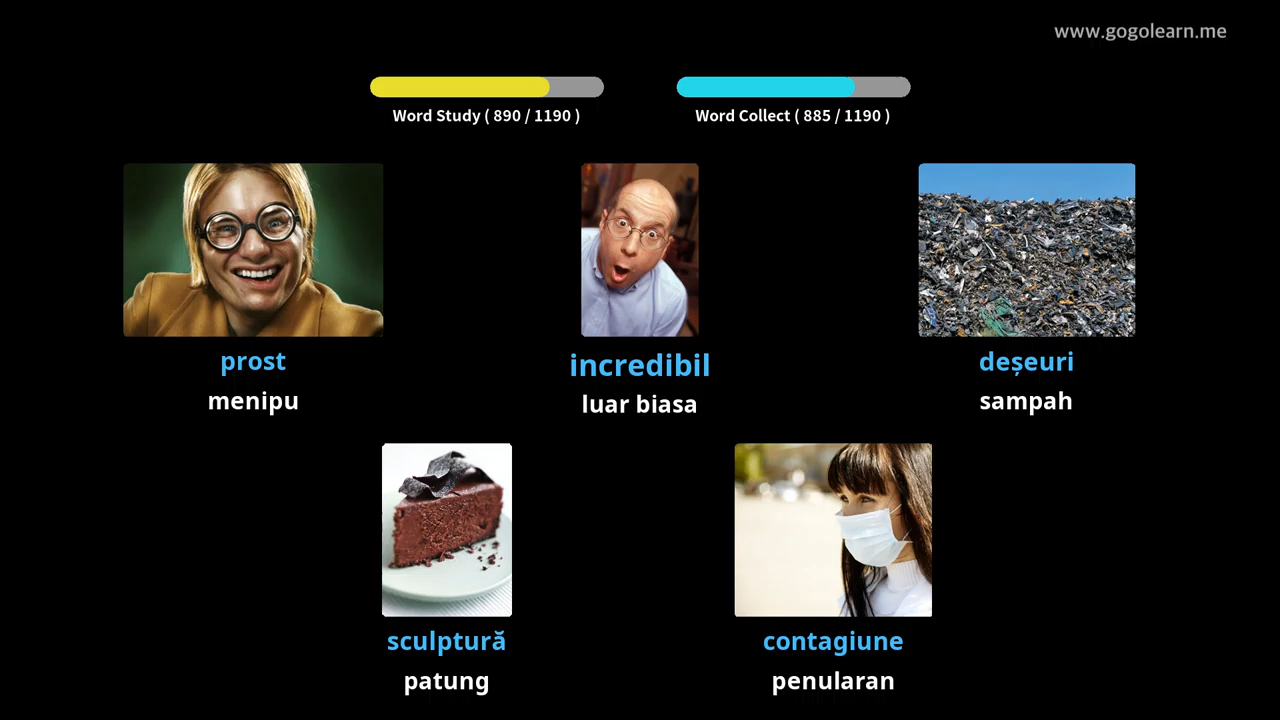 www.gogolearn.me
Word Study ( 890 / 1190 )
Word Collect ( 885 / 1190 )
prost
menipu
incredibil
luar biasa
deșeuri
sampah
sculptură
patung
contagiune
penularan